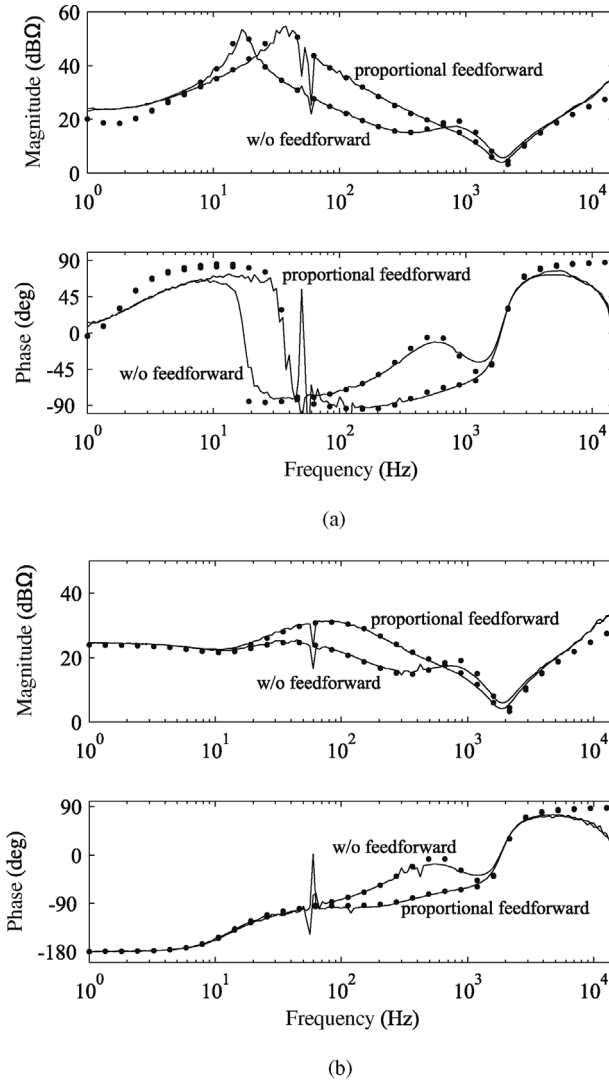 60
40
20
0
Magnitude (dBΩ)
proportional feedforward
w/o feedforward
10^0
10^1
10^2
10^3
10^4
90
45
0
-45
-90
Phase (deg)
proportional feedforward
w/o feedforward
10^0
10^1
10^2
10^3
10^4
Frequency (Hz)
(a)
40
20
0
Magnitude (dBΩ)
proportional feedforward
w/o feedforward
10^0
10^1
10^2
10^3
10^4
90
0
-90
-180
Phase (deg)
w/o feedforward
proportional feedforward
10^0
10^1
10^2
10^3
10^4
Frequency (Hz)
(b)